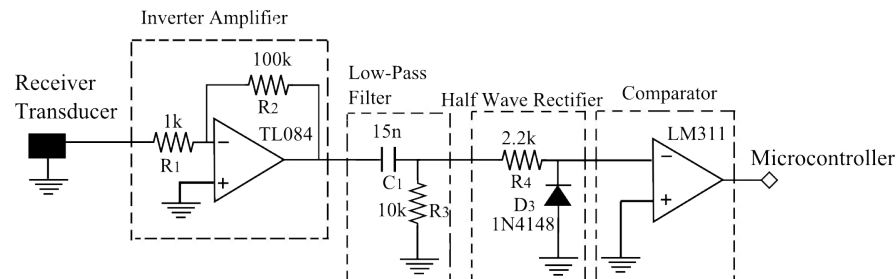 Inverter Amplifier
Receiver
Transducer
1k
R1
100k
R2
−
+
TL084
Low-Pass
Filter
15n
C1
10k
R3
Half Wave Rectifier
2.2k
R4
D3
1N4148
Comparator
−
+
LM311
Microcontroller